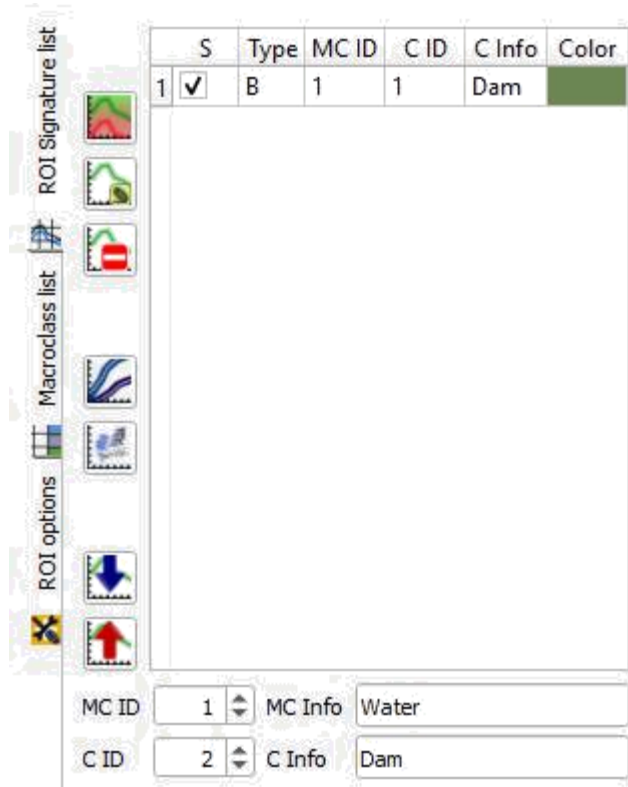 ROI Signature list
Macroclass list
ROI options
S Type MC ID C ID C Info Color
1 B 1 1 Dam
MC ID 1 MC Info Water
C ID 2 C Info Dam